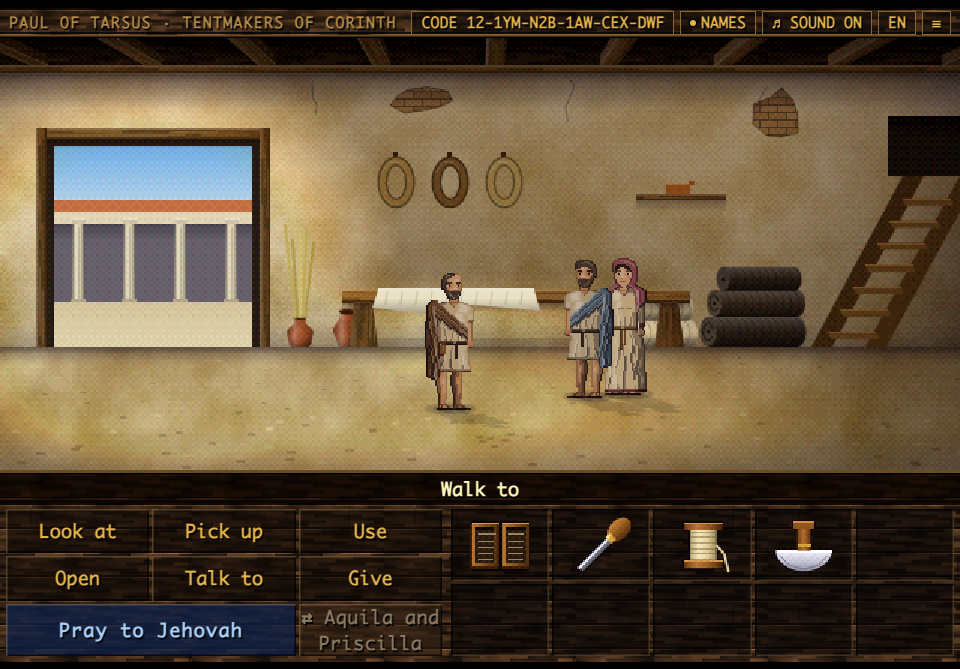 PAUL OF TARSUS · TENTMAKERS OF CORINTH
CODE 12-1YM-N2B-1AW-CEX-DWF
● NAMES
♬ SOUND ON
EN
≡
Walk to
Look at
Pick up
Use
Open
Talk to
Give
Pray to Jehovah
⇄ Aquila and
Priscilla